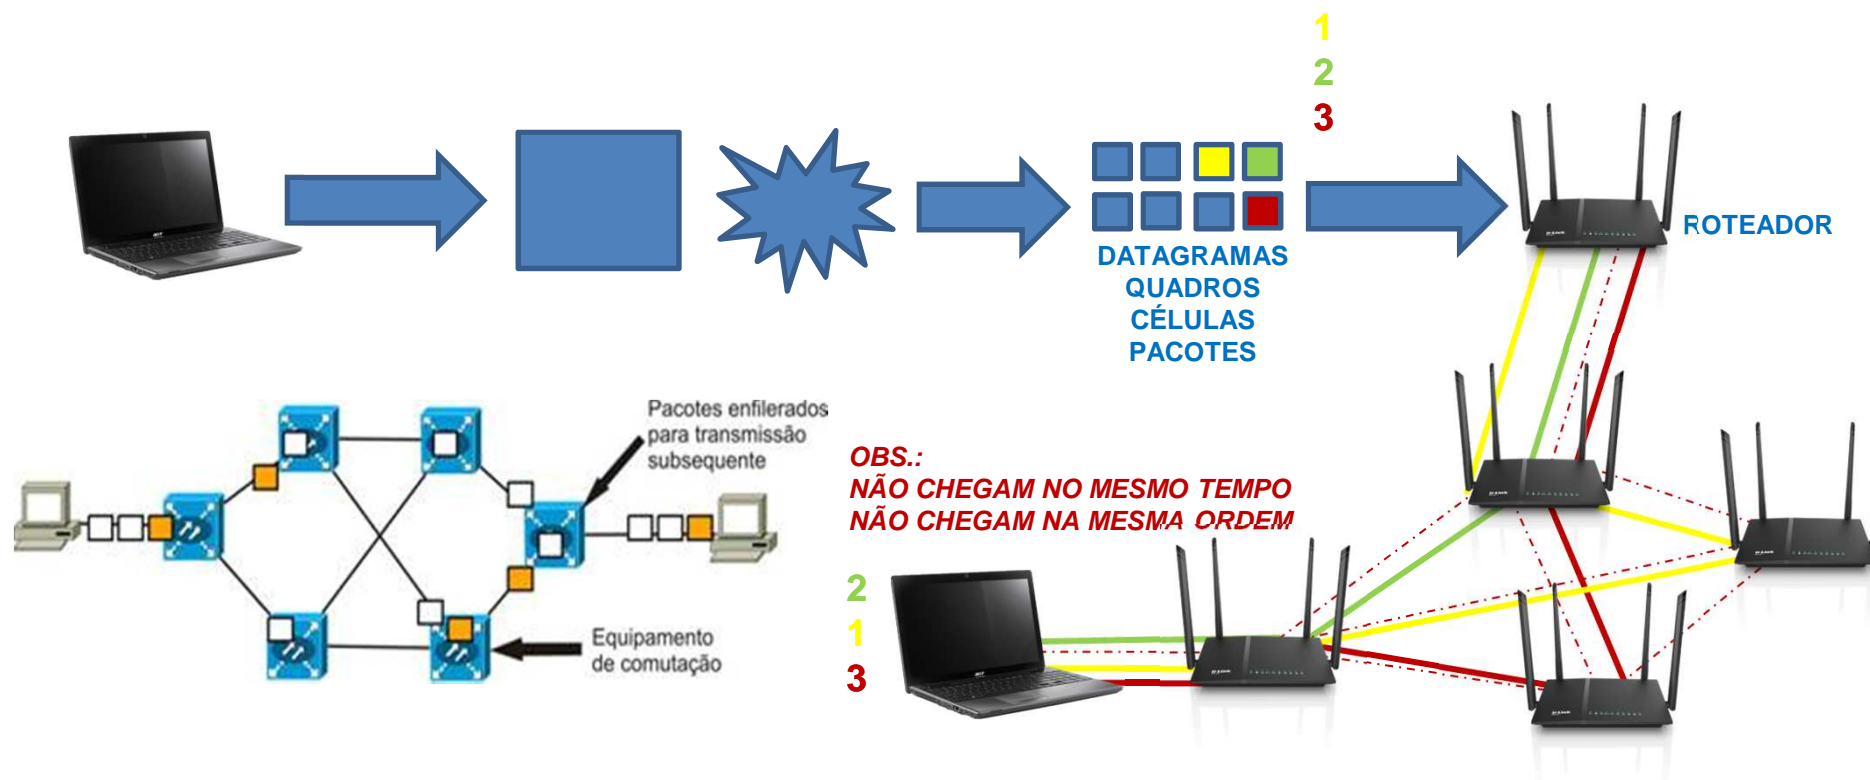 1
2
3
ROTEADOR
DATAGRAMAS
QUADROS
CÉLULAS
PACOTES
Pacotes enfilerados
para transmissão
subsequente
OBS.:
NÃO CHEGAM NO MESMO TEMPO
NÃO CHEGAM NA MESMA ORDEM
Equipamento
de comutação
2
1
3